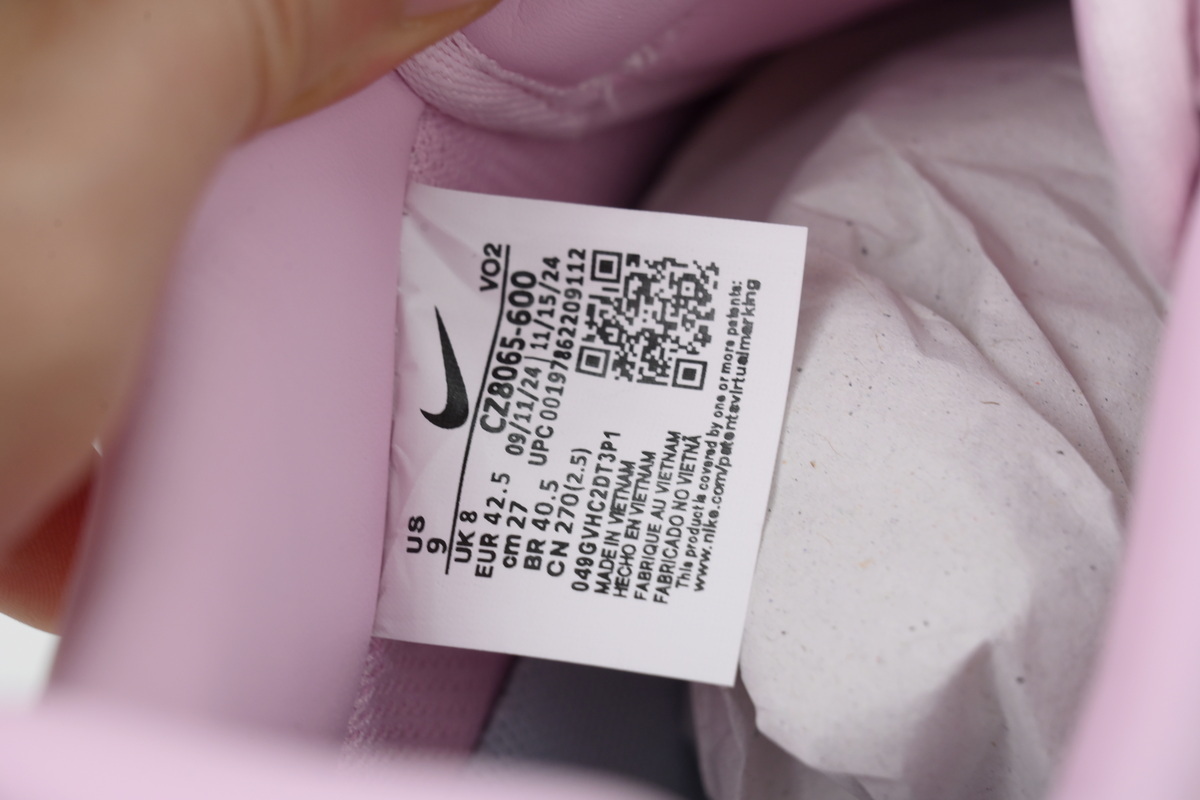 VO2
US
9
CZ8065-600
UK 8
09/11/24 | 11/15/24
EUR 42.5
UPC 00197862209112
cm 27
BR 40.5
CN 270(2.5)
049GVHC2DT3P1
MADE IN VIETNAM
HECHO EN VIETNAM
FABRIQUE AU VIETNAM
FABRICADO NO VIETNÃ
This product is covered by one or more patents:
www.nike.com/patentsvirtualmarking